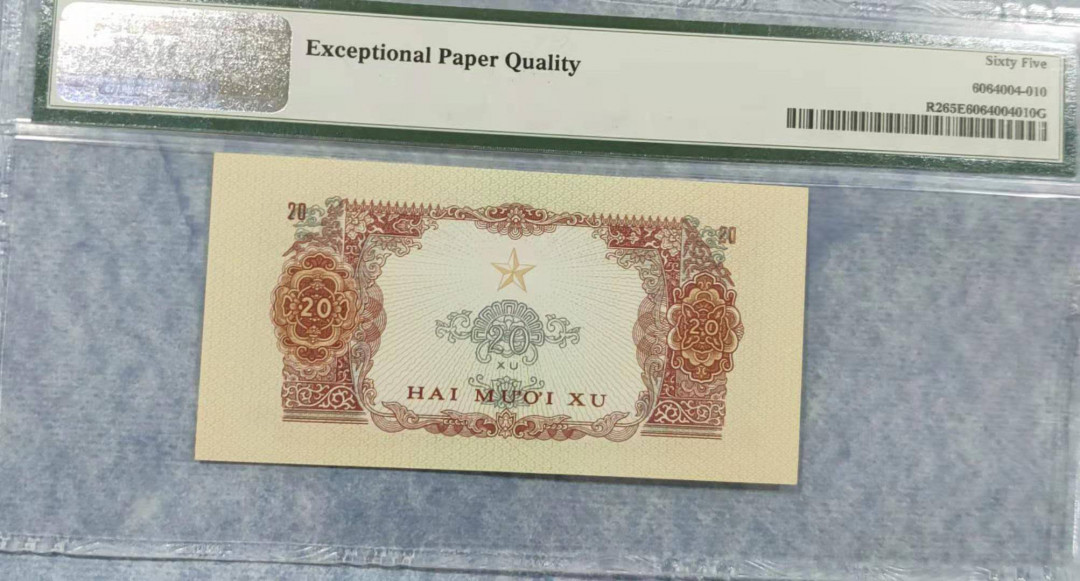 Exceptional Paper Quality
Sixty Five
6064004-010
R265E6064004010G
20
20
20
20
20
XU
HAI MƯƠI XU